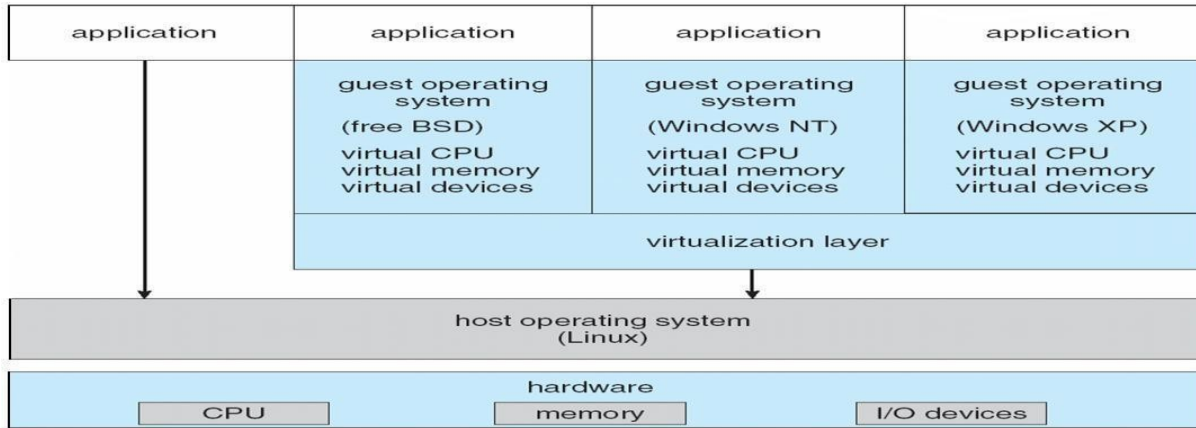 application
application
application
application
guest operating
system
(free BSD)
virtual CPU
virtual memory
virtual devices
guest operating
system
(Windows NT)
virtual CPU
virtual memory
virtual devices
guest operating
system
(Windows XP)
virtual CPU
virtual memory
virtual devices
virtualization layer
host operating system
(Linux)
hardware
CPU
memory
I/O devices